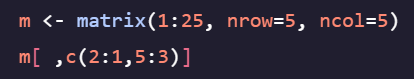 m <- matrix(1:25, nrow=5, ncol=5)
m[ ,c(2:1,5:3)]